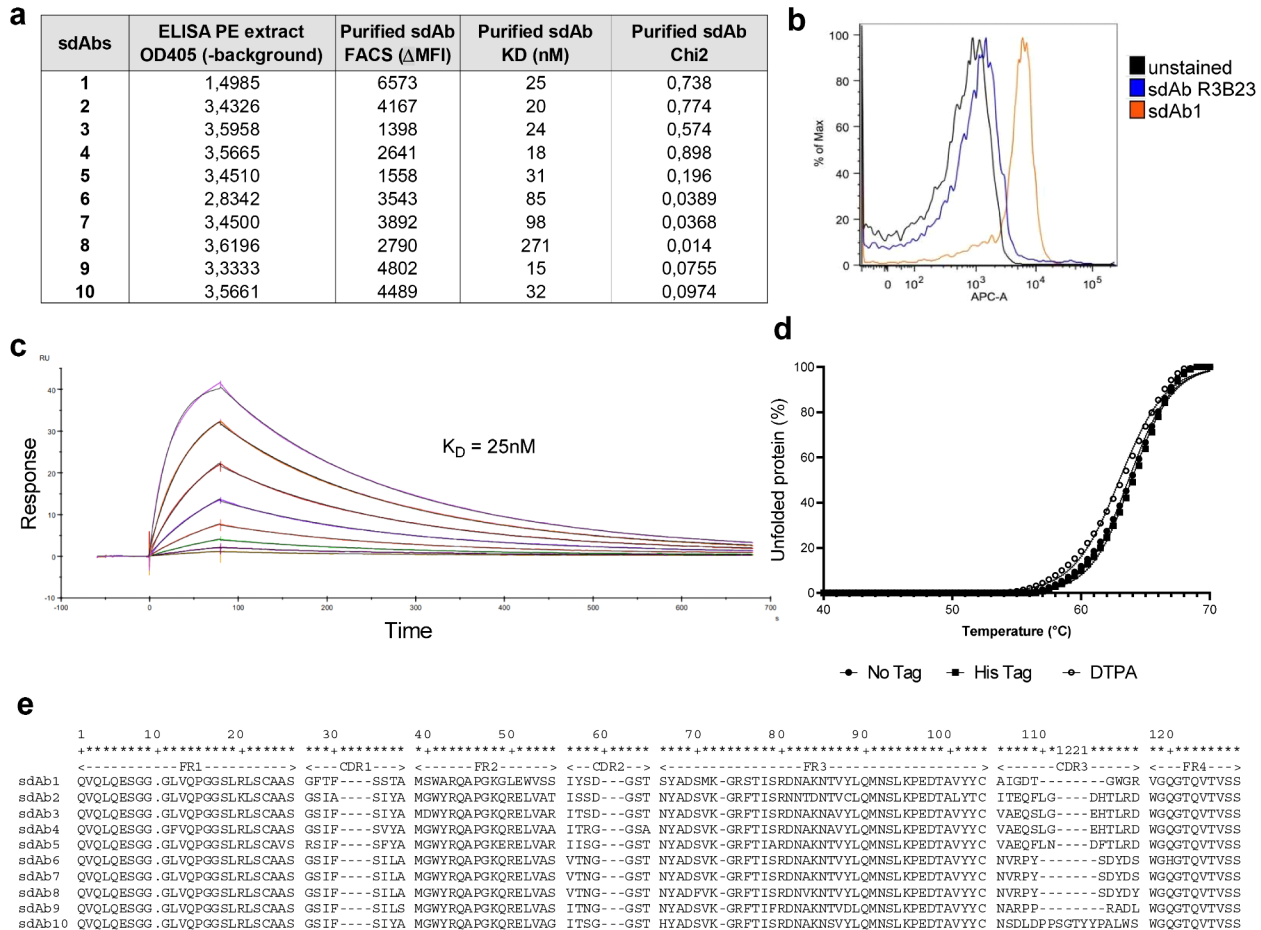 a
sdAbs ELISA PE extract OD405 (-background) Purified sdAb FACS (△MFI) Purified sdAb KD (nM) Purified sdAb Chi2
1 1,4985 6573 25 0,738
2 3,4326 4167 20 0,774
3 3,5958 1398 24 0,574
4 3,5665 2641 18 0,898
5 3,4510 1558 31 0,196
6 2,8342 3543 85 0,0389
7 3,4500 3892 98 0,0368
8 3,6196 2790 271 0,014
9 3,3333 4802 15 0,0755
10 3,5661 4489 32 0,0974
b
100
80
60
40
20
0
% of Max
0 10² 10³ 10⁴ 10⁵
APC-A
unstained
sdAb R3B23
sdAb1
c
RU
40
30
20
10
0
-10
Response
-100 0 100 200 300 400 500 600 700
s
Time
K_D = 25nM
d
100
80
60
40
20
0
Unfolded protein (%)
40 50 60 70
Temperature (°C)
No Tag His Tag DTPA
e
1 10 20 30 40 50 60 70 80 90 100 110 120
+********+*********+****** ***+******** +*********+**** ****+***** ***+*********+*********+*********+***** *****+1221******* **+********
<----------FR1-----------> <---CDR1---> <------FR2------> <--CDR2--> <-----------------FR3-----------------> <------CDR3-----> <---FR4--->
sdAb1 QVQLQESGG.GLVQPGGSLRLSCAAS GFTF----SSTA MSWARQAPGKGLEWVSS IYSD---GST SYADSMK-GRSTISRDNAKNTVYLQMNSLKPEDTAVYYC AIGDT------GWGR VGQGTQVTVSS
sdAb2 QVQLQESGG.GLVQPGGSLKLSCAAS GSIA----SIYA MGWYRQAPGKQRELVAT ISSD---GST NYADSVK-GRFTISRNNTDNTVCLQMNSLKPEDTALYTC ITEQFLG----DHTLRD WGQGTQVTVSS
sdAb3 QVQLQESGG.GLVQPGGSLRLSCAAS GSIF----SIYA MDWYRQAPGKQRELVAR ITSD---GST NYADSVK-GRFTISRDNAKNAVYLQMNSLKPEDTAVYYC VAEQSLG----EHTLRD WGQGTQVTVSS
sdAb4 QVQLQESGG.GFVQPGGSLRLSCAAS GSIF----SVYA MGWYRQAPGKQRELVAA ITRG---GSA NYADSVK-GRFTISRDNAKNAVYLQMNSLKPEDTAVYYC VAEQSLG----EHTLRD WGQGTQVTVSS
sdAb5 QVQLQESGG.GLVQPGGSLRLSCAVS RSIF----SFYA MGWYRQAPGKERELVAR IISG---GST NYADSVK-GRFTIARDNAKNTVYLQMNSLKPEDTAVYYC VAEQFLN----DFTLRD WGQGTQVTVSS
sdAb6 QVQLQESGG.GLVQPGGSLRLSCAAS GSIF----SILA MGWYRQAPGKQRELVAS VTNG---GST NYADSVK-GRFTISRDNAKNTVYLQMNSLKPEDTAVYYC NVRPY------SDYDS WGHGTQVTVSS
sdAb7 QVQLQESGG.GLVQPGGSLRLSCAAS GSIF----SILA MGWYRQAPGKQRELVAS VTNG---GST NYADSVK-GRFTISRDNAKNTVYLQMNSLKPEDTAVYYC NVRPY------SDYDS WGQGTQVTVSS
sdAb8 QVQLQESGG.GLVQPGGSLRLSCAAS GSIF----SILA MGWYRQAPGKQRELVAS VTNG---GST NYADFVK-GRFTISRDNVKNTVYLQMNSLKPEDTAVYYC NVRPY------SDYDY WGQGTQVTVSS
sdAb9 QVQLQESGG.GLVQPGGSLRLSCAAS GSIF----SILS MGWYRQAPGKQRELVAS ITNG---GST NYADSVK-GRFTIFRDNAKNTVDLQMNSLKPEDTAVYYC NARPP-------RADL WGQGTQVTVSS
sdAb10 QVQLQESGG.GLVQPGGSLRLSCAAS GSIF----SIYA MGWYRQAPGKQRELVAG ITNG---GST HYADSVK-GRFTISRDNAKNTVYLQMNSLKPEDTAVYYC NSDLDPPSGTYYPALWS WGQGTQVTVSS